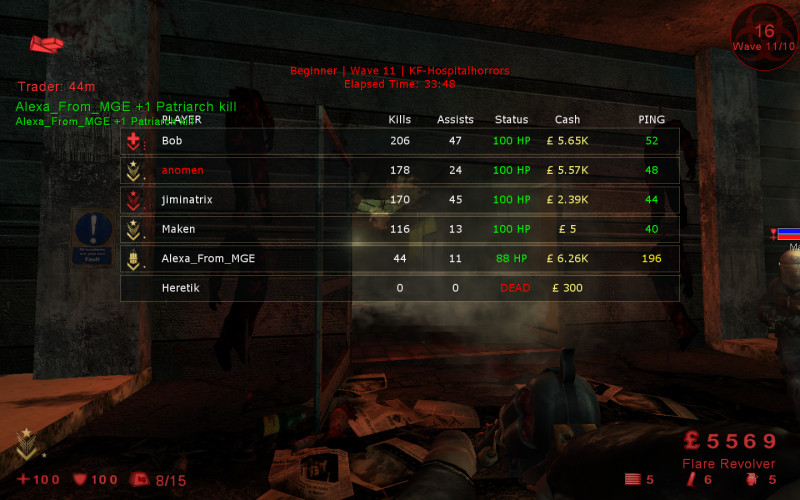 16
Wave 11/10
Beginner | Wave 11 | KF-Hospitalhorrors
Elapsed Time: 33:48
Trader: 44m
Alexa_From_MGE +1 Patriarch kill
Alexa_From_MGE +1 Patriarch kill
PLAYER Kills Assists Status Cash PING
Bob 206 47 100 HP £ 5.65K 52
anomen 178 24 100 HP £ 5.57K 48
jiminatrix 170 45 100 HP £ 2.39K 44
Maken 116 13 100 HP £ 5 40
Alexa_From_MGE 44 11 88 HP £ 6.26K 196
Heretik 0 0 DEAD £ 300
£5569
Flare Revolver
100 100 8/15 5 6 5